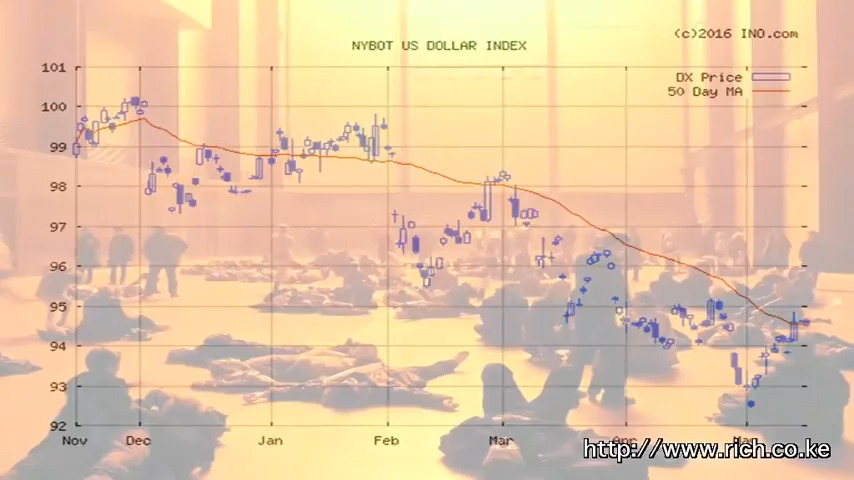 (c)2016 INO.com
NYBOT US DOLLAR INDEX
DX Price
50 Day MA
101
100
99
98
97
96
95
94
93
92
Nov Dec Jan Feb Mar Apr
http://www.rich.co.ke